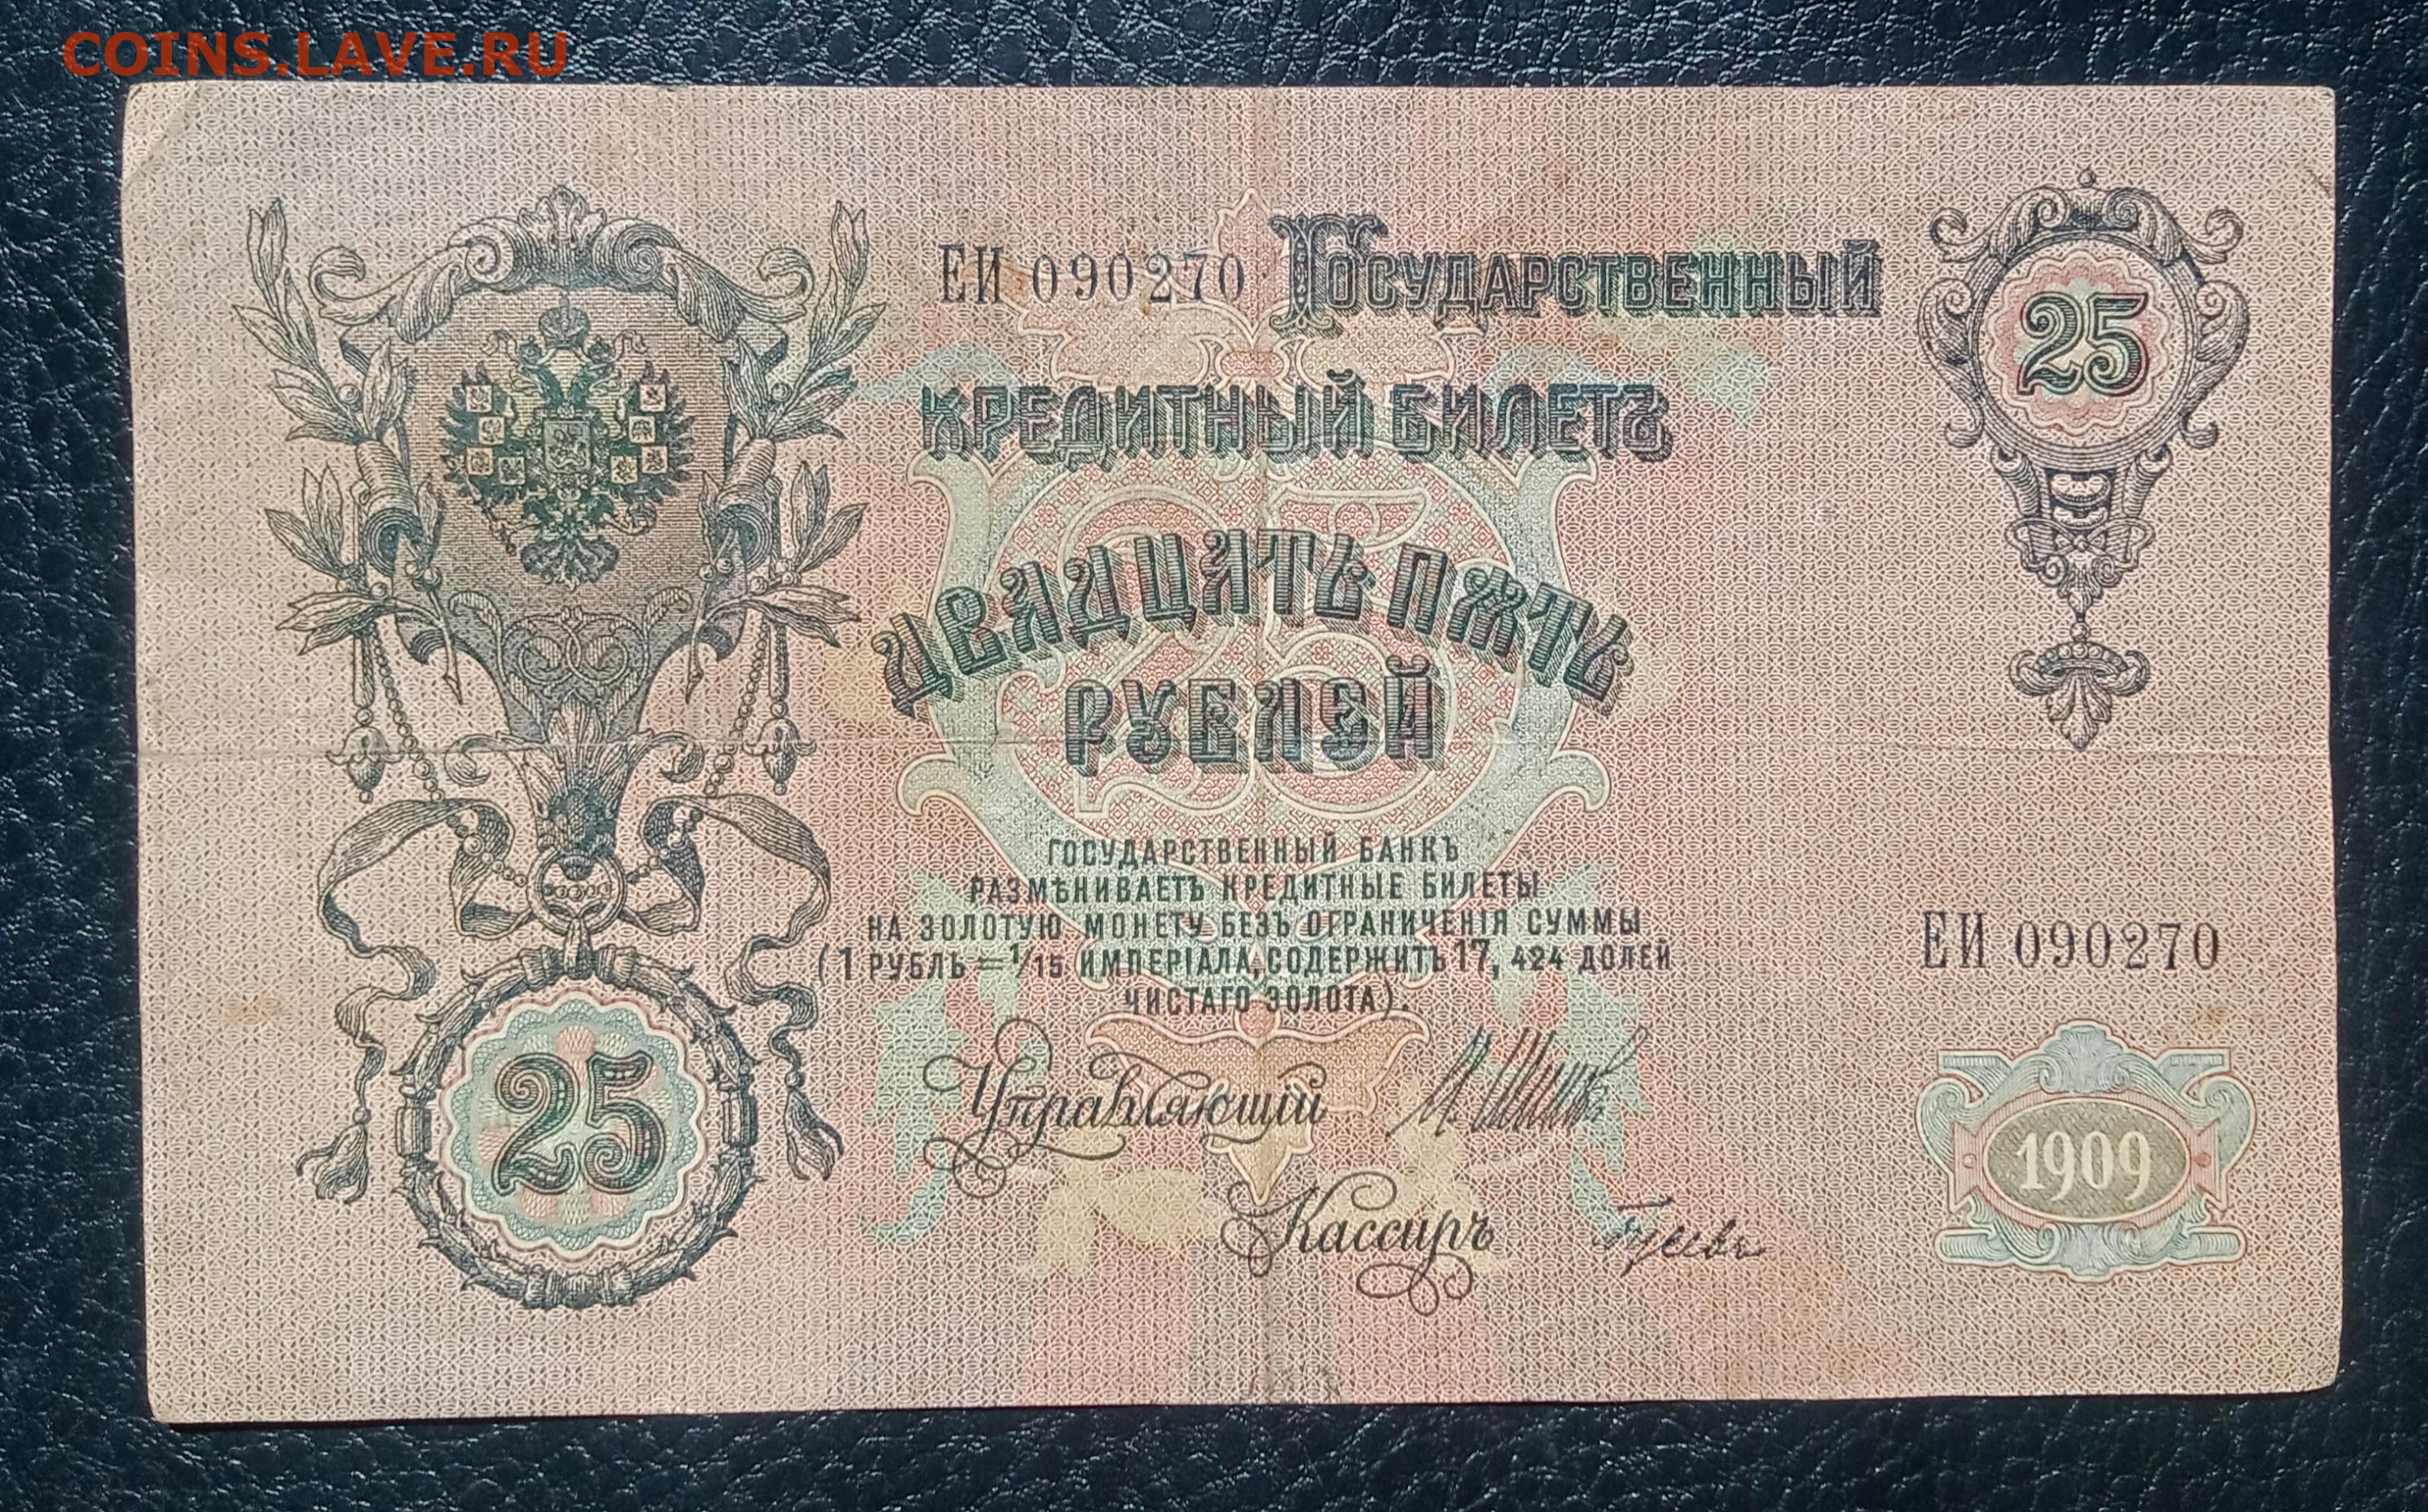 COINS.LAVE.RU
ЕИ 090270 ГОСУДАРСТВЕННЫЙ
КРЕДИТНЫЙ БИЛЕТЪ
25
25
ДВАДЦАТЬ ПЯТЬ
РУБЛЕЙ
ГОСУДАРСТВЕННЫЙ БАНКЪ
РАЗМѢНИВАЕТЪ КРЕДИТНЫЕ БИЛЕТЫ
НА ЗОЛОТУЮ МОНЕТУ БЕЗЪ ОГРАНИЧЕНІЯ СУММЫ
(1 РУБЛЬ = 1/15 ИМПЕРІАЛА, СОДЕРЖИТЪ 17,424 ДОЛЕЙ
ЧИСТАГО ЗОЛОТА).
ЕИ 090270
25
Управляющій
Кассиръ
1909